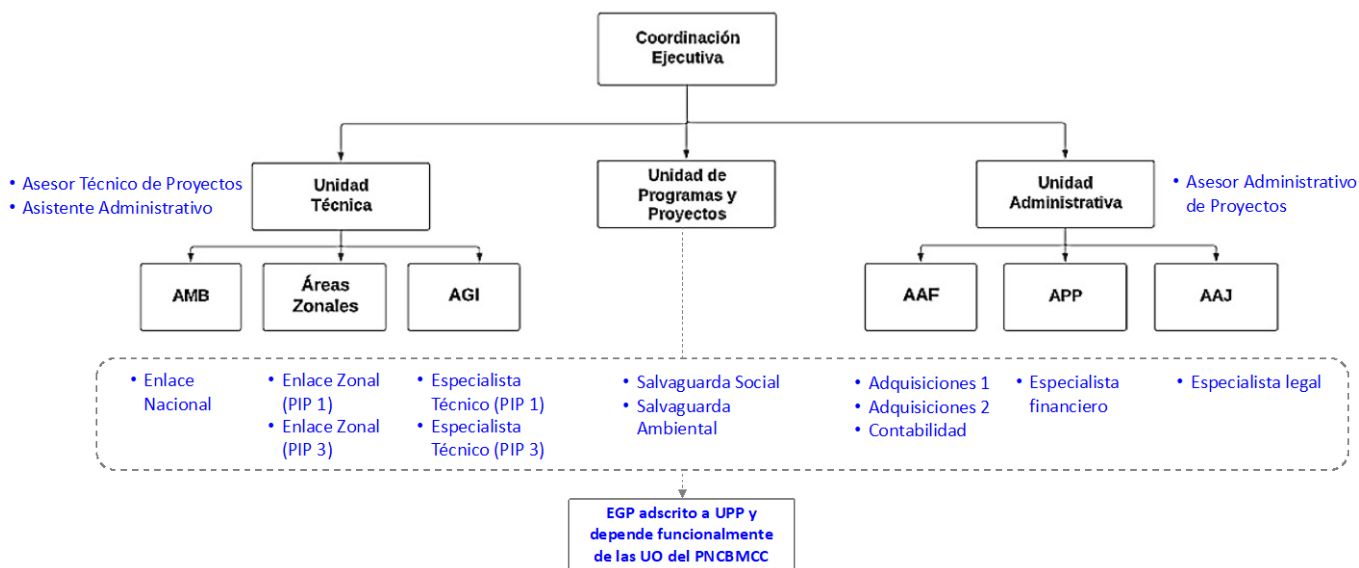 Coordinación
Ejecutiva
• Asesor Técnico de Proyectos
• Asistente Administrativo
Unidad
Técnica
Unidad de
Programas y
Proyectos
Unidad
Administrativa
• Asesor Administrativo
de Proyectos
AMB
Áreas
Zonales
AGI
AAF
APP
AAJ
• Enlace
Nacional
• Enlace Zonal
(PIP 1)
• Enlace Zonal
(PIP 3)
• Especialista
Técnico (PIP 1)
• Especialista
Técnico (PIP 3)
• Salvaguarda Social
• Salvaguarda
Ambiental
• Adquisiciones 1
• Adquisiciones 2
• Contabilidad
• Especialista
financiero
• Especialista legal
EGP adscrito a UPP y
depende funcionalmente
de las UO del PNCBMCC